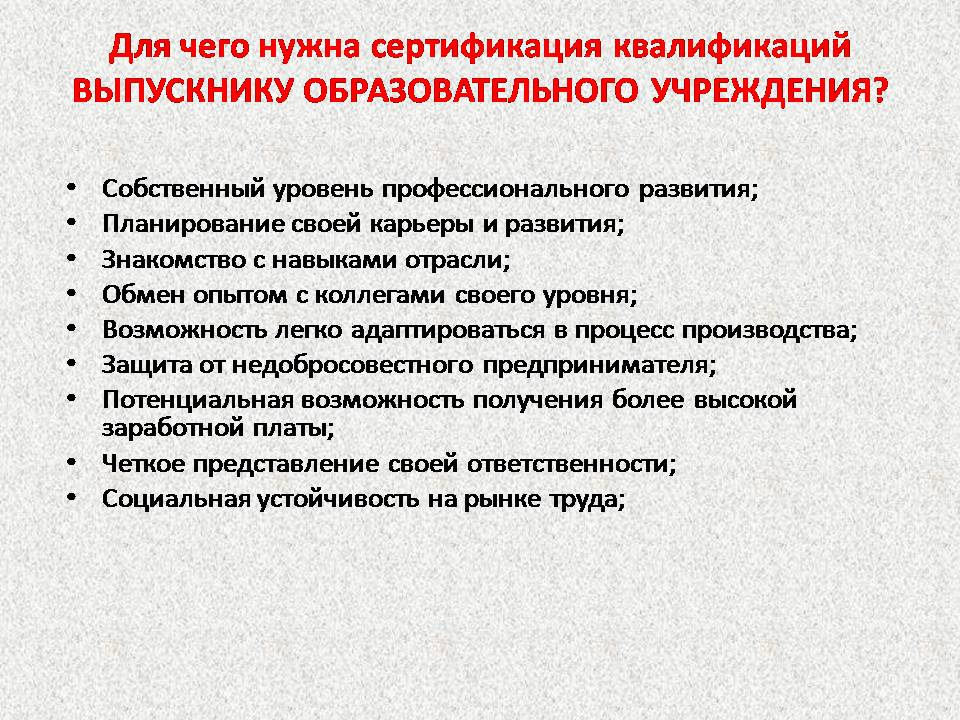 Для чего нужна сертификация квалификаций
ВЫПУСКНИКУ ОБРАЗОВАТЕЛЬНОГО УЧРЕЖДЕНИЯ?
• Собственный уровень профессионального развития;
• Планирование своей карьеры и развития;
• Знакомство с навыками отрасли;
• Обмен опытом с коллегами своего уровня;
• Возможность легко адаптироваться в процесс производства;
• Защита от недобросовестного предпринимателя;
• Потенциальная возможность получения более высокой
заработной платы;
• Четкое представление своей ответственности;
• Социальная устойчивость на рынке труда;